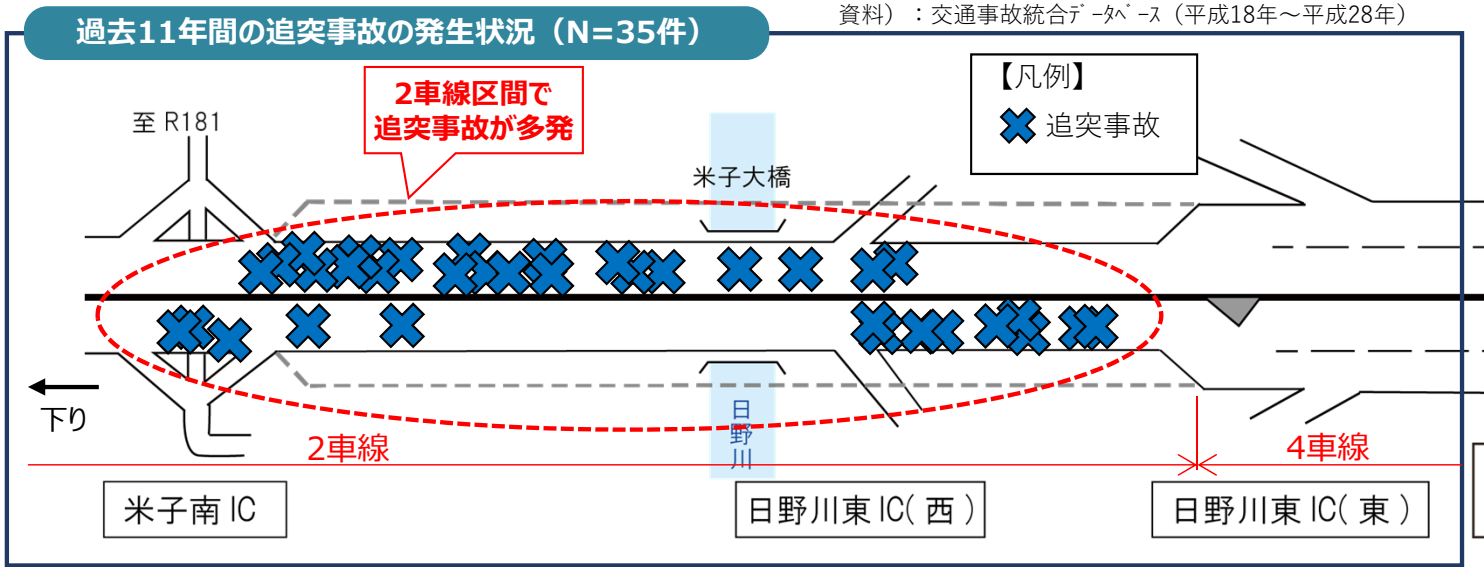 資料）：交通事故統合ﾃﾞｰﾀﾍﾞｰｽ（平成18年～平成28年）
過去11年間の追突事故の発生状況（N=35件）
2車線区間で
追突事故が多発
【凡例】
追突事故
至 R181
米子大橋
下り
日野川
2車線
4車線
米子南 IC
日野川東 IC( 西 )
日野川東 IC( 東 )